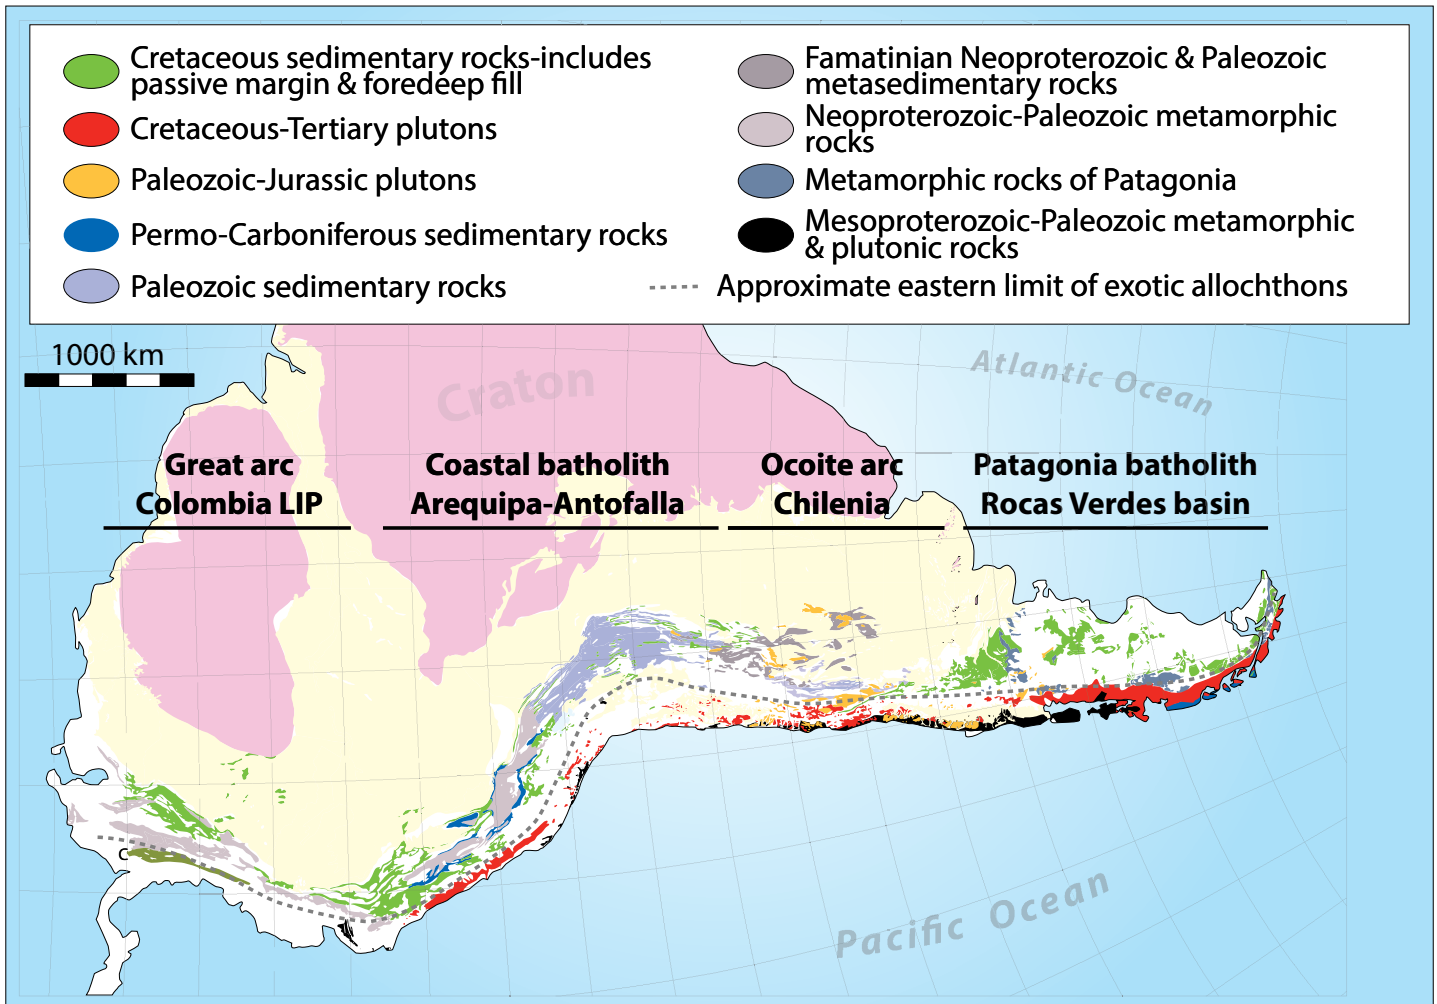 Cretaceous sedimentary rocks-includes
passive margin & foredeep fill
Cretaceous-Tertiary plutons
Paleozoic-Jurassic plutons
Permo-Carboniferous sedimentary rocks
Paleozoic sedimentary rocks
Famatinian Neoproterozoic & Paleozoic
metasedimentary rocks
Neoproterozoic-Paleozoic metamorphic
rocks
Metamorphic rocks of Patagonia
Mesoproterozoic-Paleozoic metamorphic
& plutonic rocks
Approximate eastern limit of exotic allochthons
1000 km
Craton
Atlantic Ocean
Great arc
Colombia LIP
Coastal batholith
Arequipa-Antofalla
Ocoite arc
Chilenia
Patagonia batholith
Rocas Verdes basin
C
Pacific Ocean